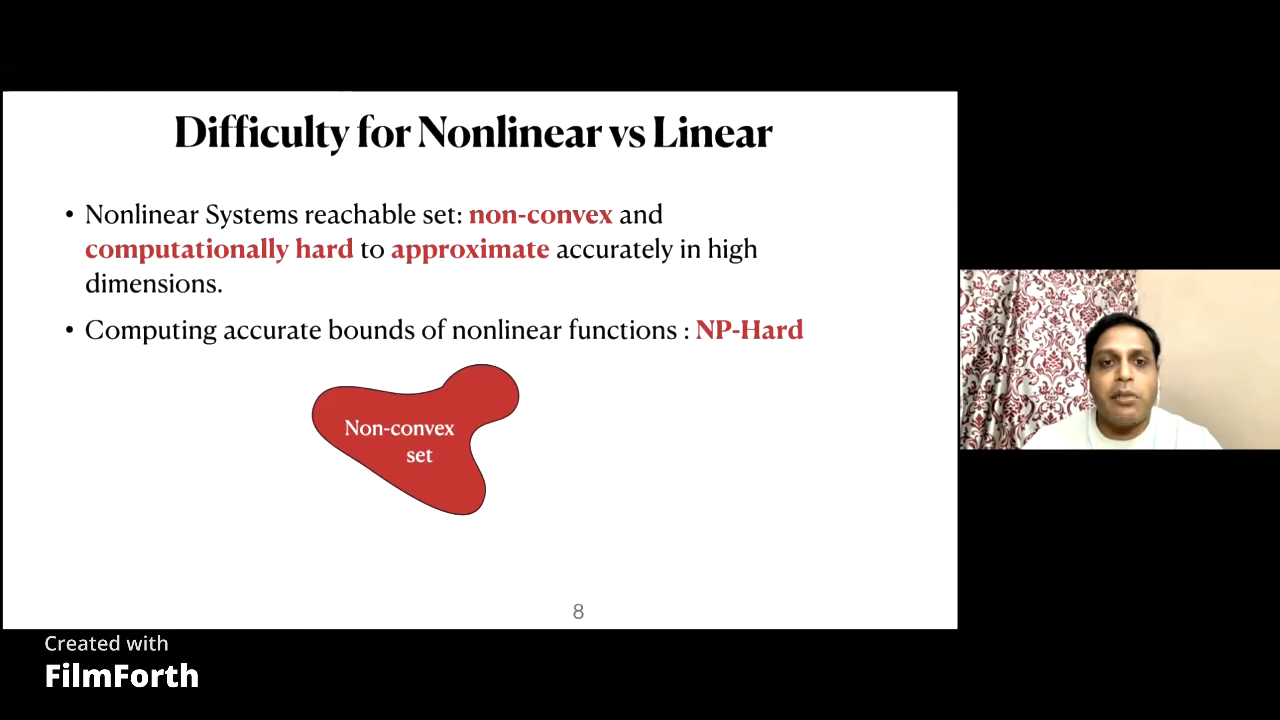 Difficulty for Nonlinear vs Linear
• Nonlinear Systems reachable set: non-convex and
computationally hard to approximate accurately in high
dimensions.
• Computing accurate bounds of nonlinear functions : NP-Hard
Non-convex
set
8
Created with
FilmForth